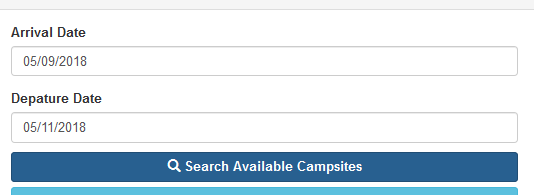 Arrival Date
05/09/2018
Depature Date
05/11/2018
Search Available Campsites